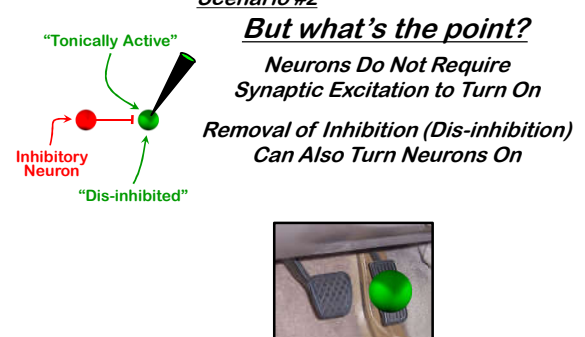 Scenario #2
But what's the point?
"Tonically Active"
Neurons Do Not Require
Synaptic Excitation to Turn On
Removal of Inhibition (Dis-inhibition)
Can Also Turn Neurons On
Inhibitory
Neuron
"Dis-inhibited"